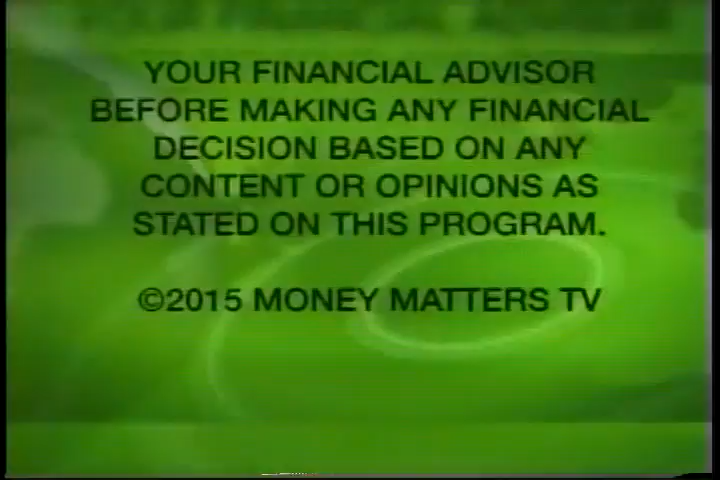 YOUR FINANCIAL ADVISOR
BEFORE MAKING ANY FINANCIAL
DECISION BASED ON ANY
CONTENT OR OPINIONS AS
STATED ON THIS PROGRAM.
©2015 MONEY MATTERS TV